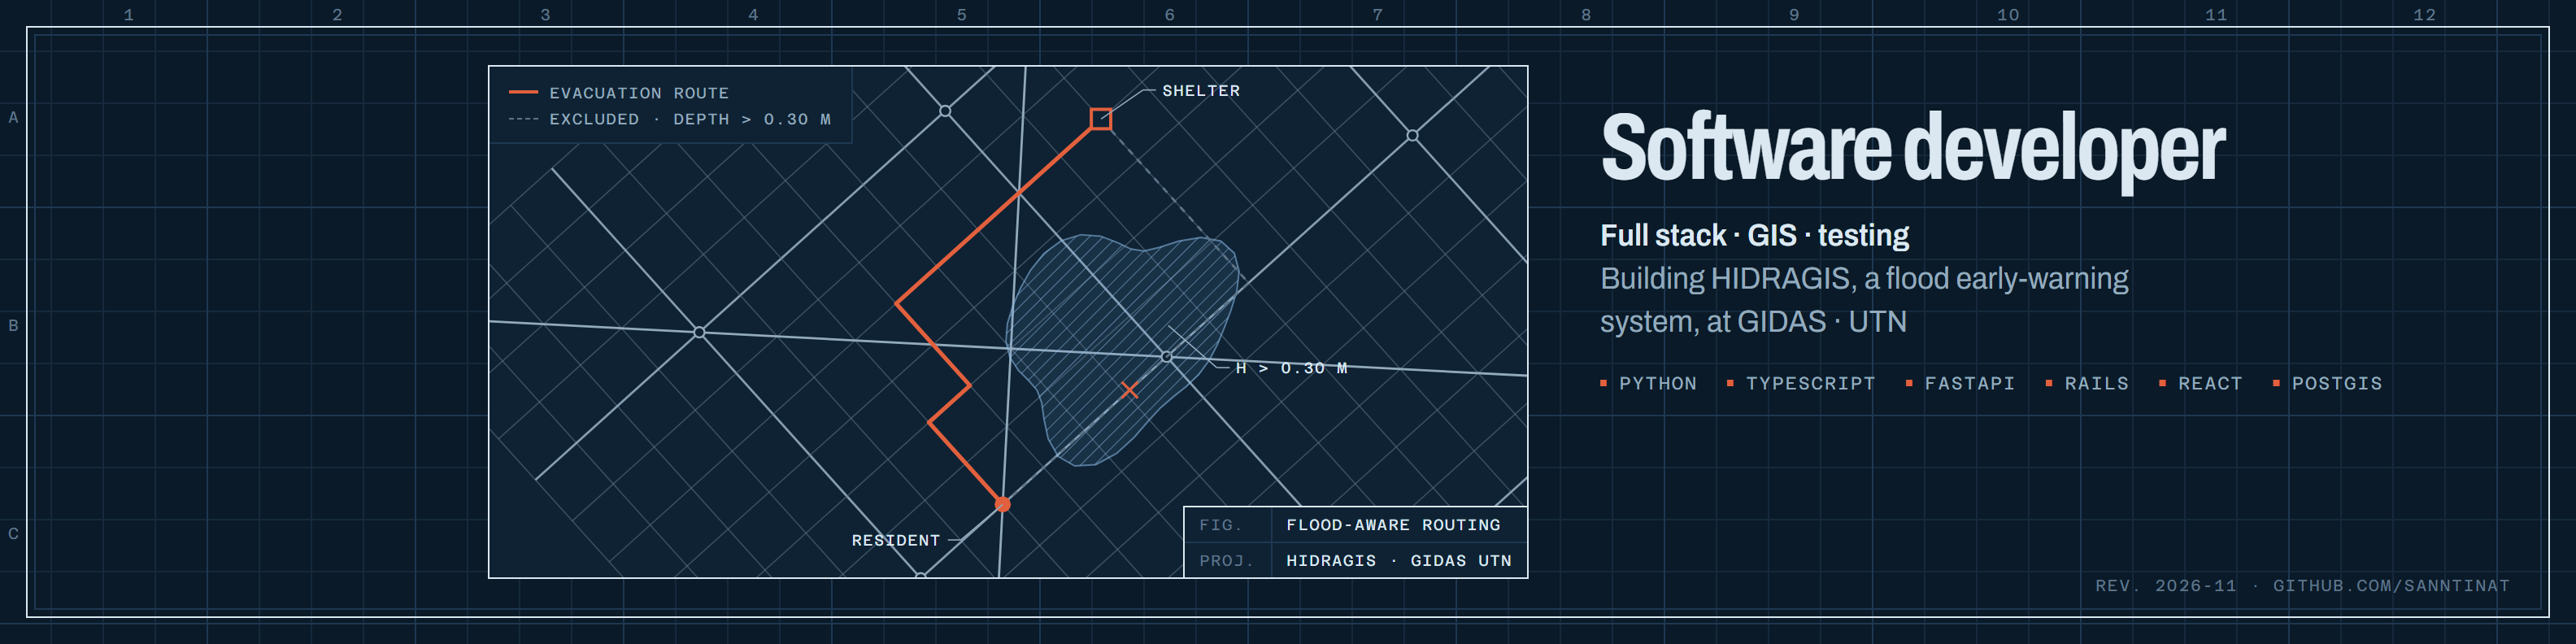 1 2 3 4 5 6 7 8 9 10 11 12
A
B
C
EVACUATION ROUTE
EXCLUDED · DEPTH > 0.30 M
SHELTER
H > 0.30 M
RESIDENT
FIG. FLOOD-AWARE ROUTING
PROJ. HIDRAGIS · GIDAS UTN
Software developer
Full stack · GIS · testing
Building HIDRAGIS, a flood early-warning
system, at GIDAS · UTN
PYTHON TYPESCRIPT FASTAPI RAILS REACT POSTGIS
REV. 2026-11 · GITHUB.COM/SANNTINAT